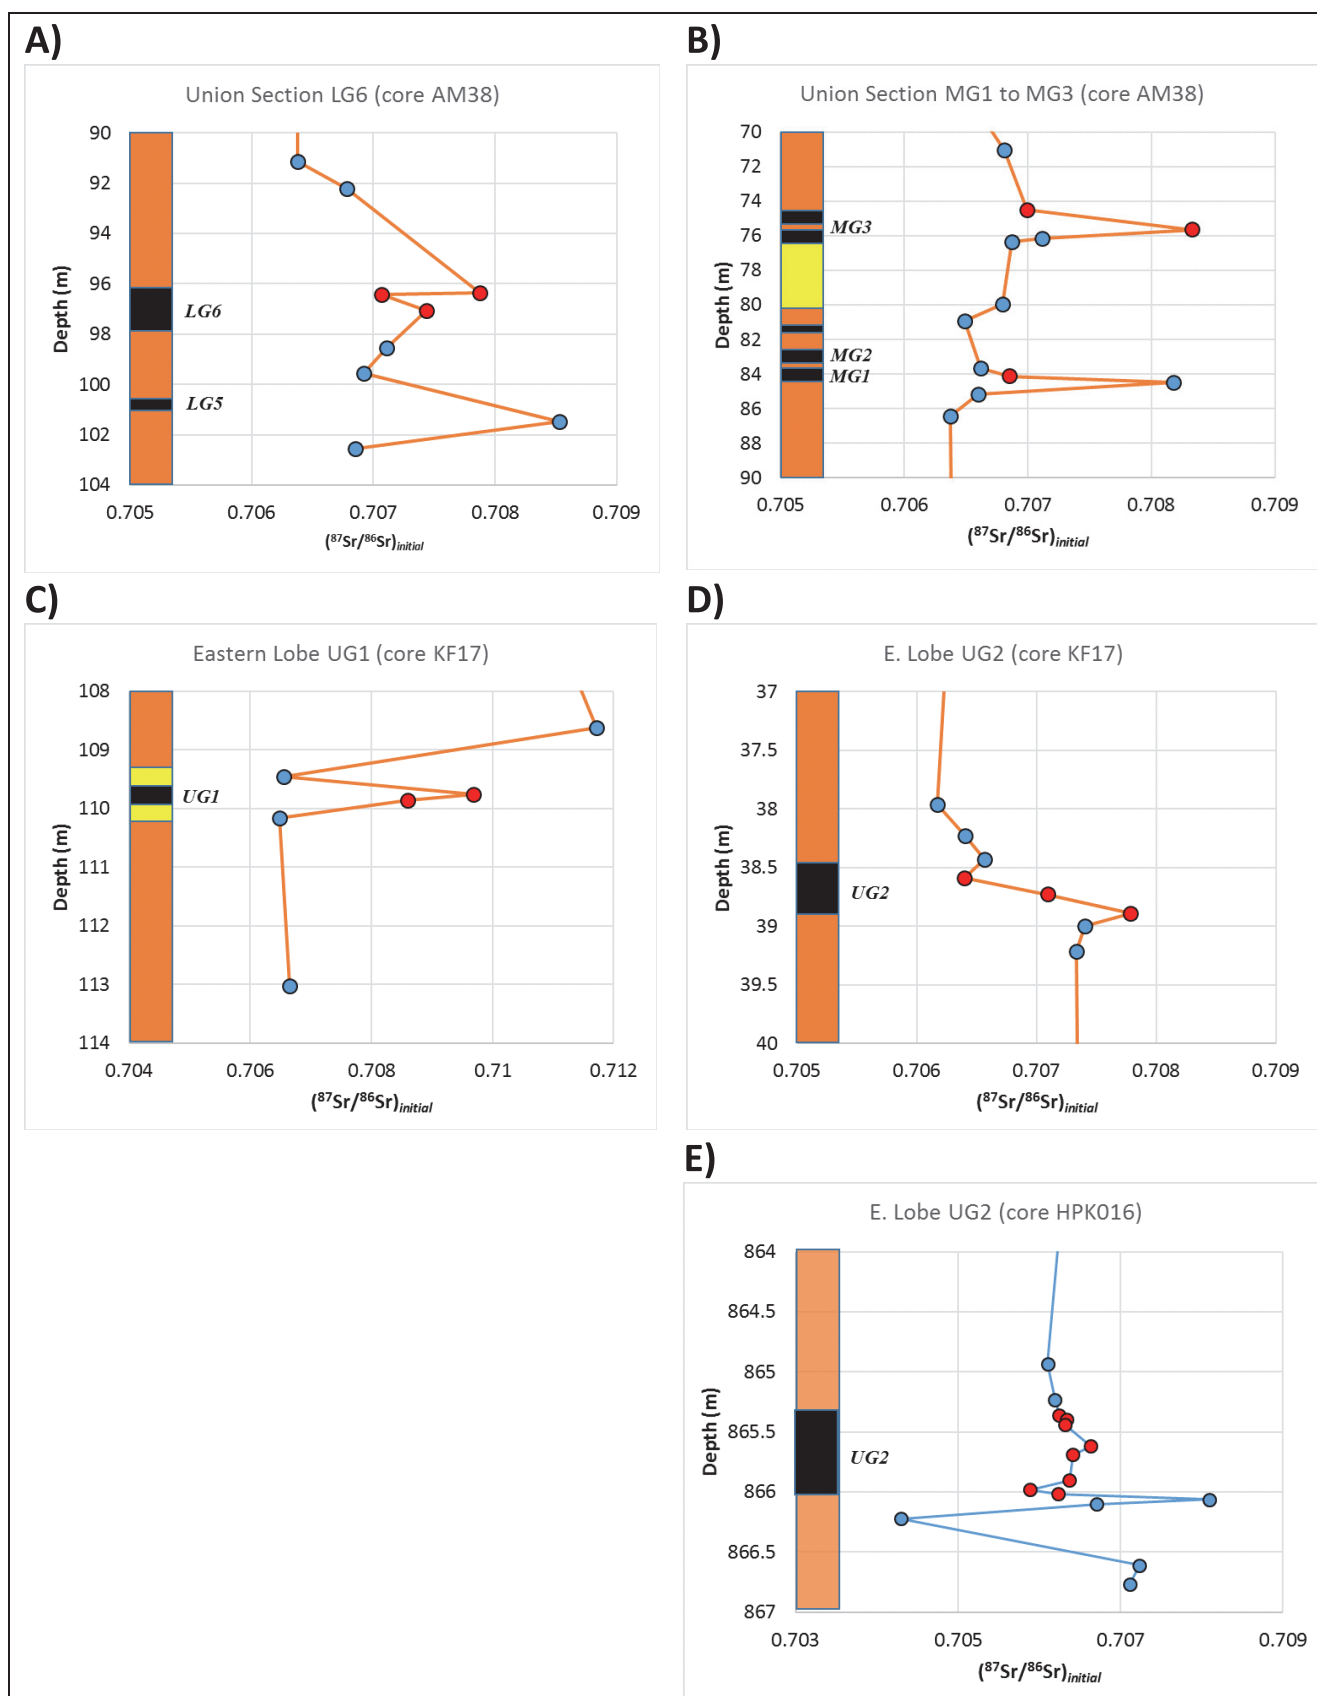 A)
Union Section LG6 (core AM38)
90
92
94
96
98
100
102
104
Depth (m)
LG6
LG5
0.705 0.706 0.707 0.708 0.709
(⁸⁷Sr/⁸⁶Sr)initial
B)
Union Section MG1 to MG3 (core AM38)
70
72
74
76
78
80
82
84
86
88
90
Depth (m)
MG3
MG2
MG1
0.705 0.706 0.707 0.708 0.709
(⁸⁷Sr/⁸⁶Sr)initial
C)
Eastern Lobe UG1 (core KF17)
108
109
110
111
112
113
114
Depth (m)
UG1
0.704 0.706 0.708 0.71 0.712
(⁸⁷Sr/⁸⁶Sr)initial
D)
E. Lobe UG2 (core KF17)
37
37.5
38
38.5
39
39.5
40
Depth (m)
UG2
0.705 0.706 0.707 0.708 0.709
(⁸⁷Sr/⁸⁶Sr)initial
E)
E. Lobe UG2 (core HPK016)
864
864.5
865
865.5
866
866.5
867
Depth (m)
UG2
0.703 0.705 0.707 0.709
(⁸⁷Sr/⁸⁶Sr)initial